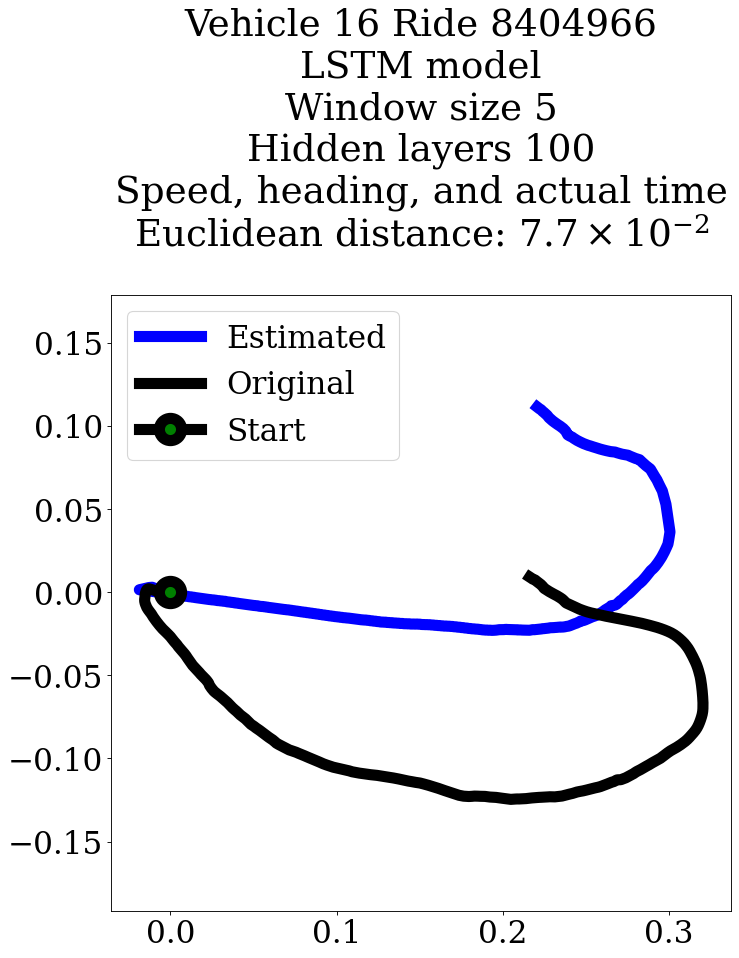 Vehicle 16 Ride 8404966
LSTM model
Window size 5
Hidden layers 100
Speed, heading, and actual time
Euclidean distance: 7.7 × 10⁻²
Estimated
Original
Start
0.15
0.10
0.05
0.00
−0.05
−0.10
−0.15
0.0 0.1 0.2 0.3